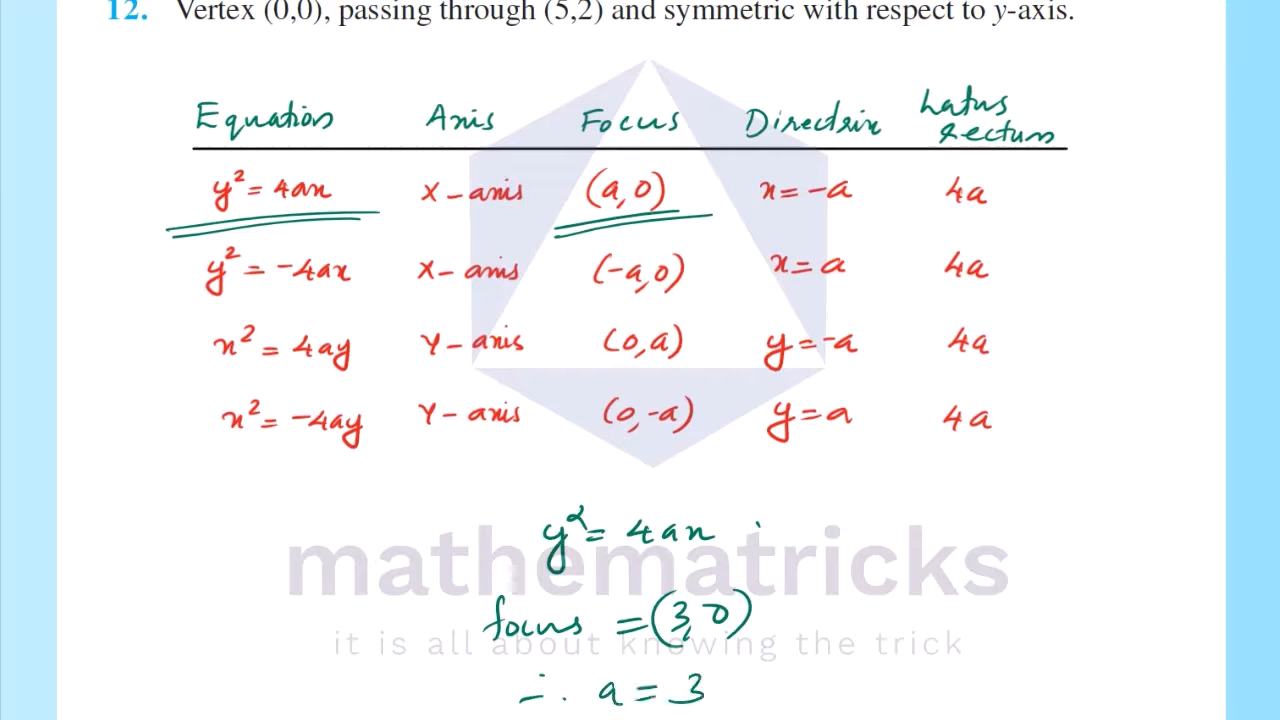 12. Vertex (0,0), passing through (5,2) and symmetric with respect to y-axis.
Equation Axis Focus Directrix Latus Rectum
y² = 4ax X-axis (a,0) x = -a 4a
y² = -4ax X-axis (-a,0) x = a 4a
x² = 4ay Y-axis (0,a) y = -a 4a
x² = -4ay Y-axis (0,-a) y = a 4a
y² = 4ax
mathematricks
focus = (3,0)
it is all about knowing the trick
∴ a = 3